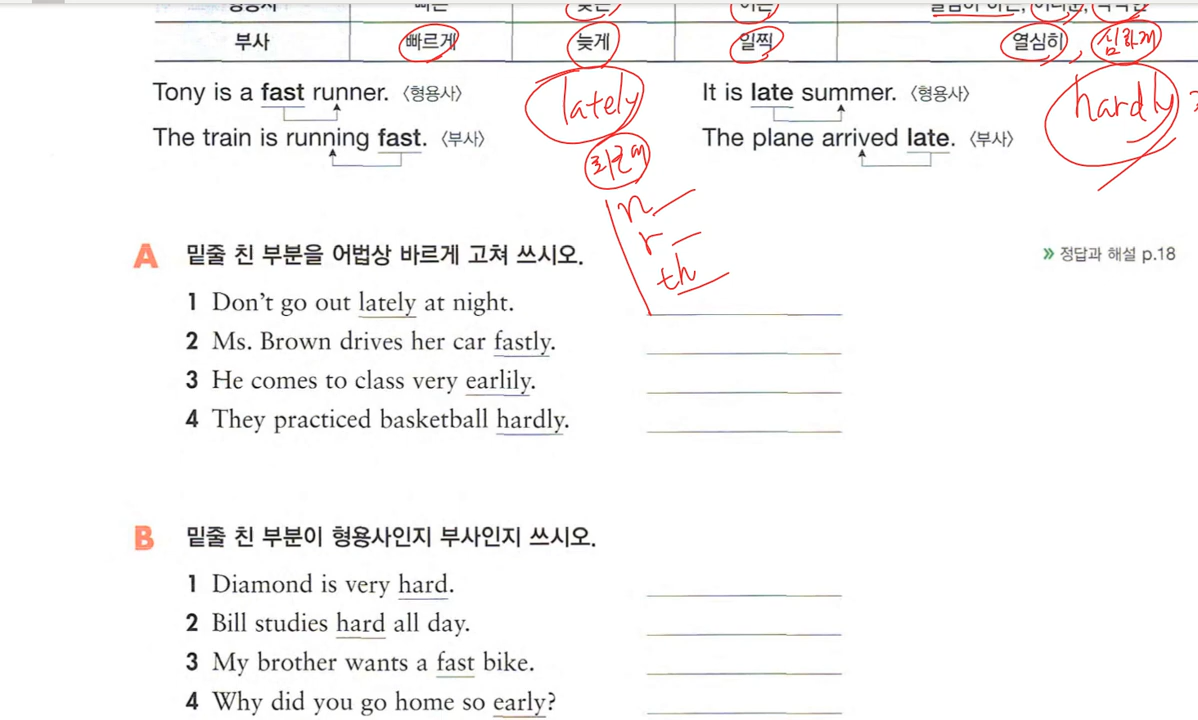 부사 빠르게 늦게 일찍 열심히, 심하게
Tony is a fast runner. 〈형용사〉
The train is running fast. 〈부사〉
lately
최근에
n
r
th
It is late summer. 〈형용사〉
The plane arrived late. 〈부사〉
hardly
A 밑줄 친 부분을 어법상 바르게 고쳐 쓰시오.
» 정답과 해설 p.18
1 Don't go out lately at night.
2 Ms. Brown drives her car fastly.
3 He comes to class very earlily.
4 They practiced basketball hardly.
B 밑줄 친 부분이 형용사인지 부사인지 쓰시오.
1 Diamond is very hard.
2 Bill studies hard all day.
3 My brother wants a fast bike.
4 Why did you go home so early?